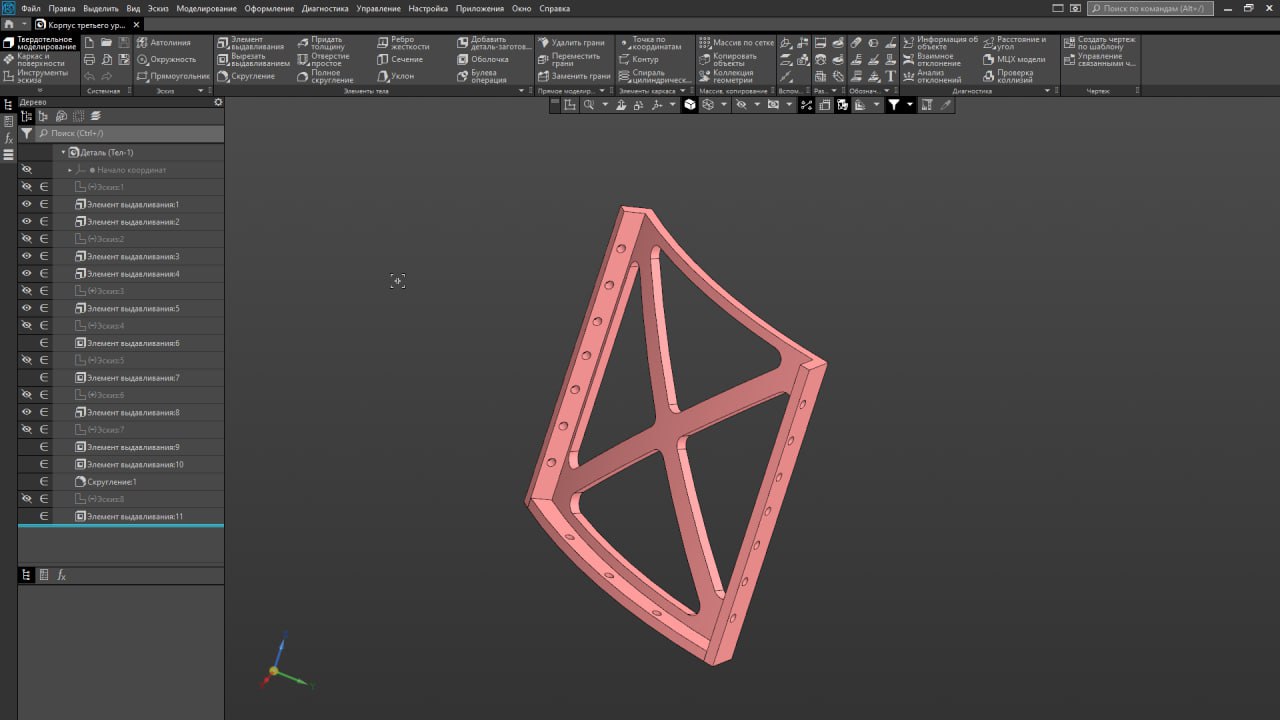 Файл Правка Выделить Вид Эскиз Моделирование Оформление Диагностика Управление Настройка Приложения Окно Справка
Поиск по командам (Alt+/)
Корпус третьего ур...
Твердотельное моделирование
Каркас и поверхности
Инструменты эскиза
Автолиния
Окружность
Прямоугольник
Элемент выдавливания
Вырезать выдавливанием
Скругление
Придать толщину
Отверстие простое
Полное скругление
Ребро жесткости
Сечение
Уклон
Добавить деталь-заготов...
Оболочка
Булева операция
Удалить грани
Переместить грани
Заменить грани
Точка по координатам
Контур
Спираль цилиндрическ...
Массив по сетке
Копировать объекты
Коллекция геометрии
Информация об объекте
Взаимное отклонение
Анализ отклонений
Расстояние и угол
МЦХ модели
Проверка коллизий
Создать чертеж по шаблону
Управление связанными ч...
Системная
Эскиз
Элементы тела
Прямое моделир...
Элементы каркаса
Массив, копирование
Вспом...
Раз...
Обознач...
Диагностика
Чертеж
Дерево
Поиск (Ctrl+/)
Деталь (Тел-1)
Начало координат
(-)Эскиз:1
Элемент выдавливания:1
Элемент выдавливания:2
(-)Эскиз:2
Элемент выдавливания:3
Элемент выдавливания:4
(+)Эскиз:3
Элемент выдавливания:5
(+)Эскиз:4
Элемент выдавливания:6
(+)Эскиз:5
Элемент выдавливания:7
(+)Эскиз:6
Элемент выдавливания:8
(-)Эскиз:7
Элемент выдавливания:9
Элемент выдавливания:10
Скругление:1
(-)Эскиз:8
Элемент выдавливания:11
Z
X
Y